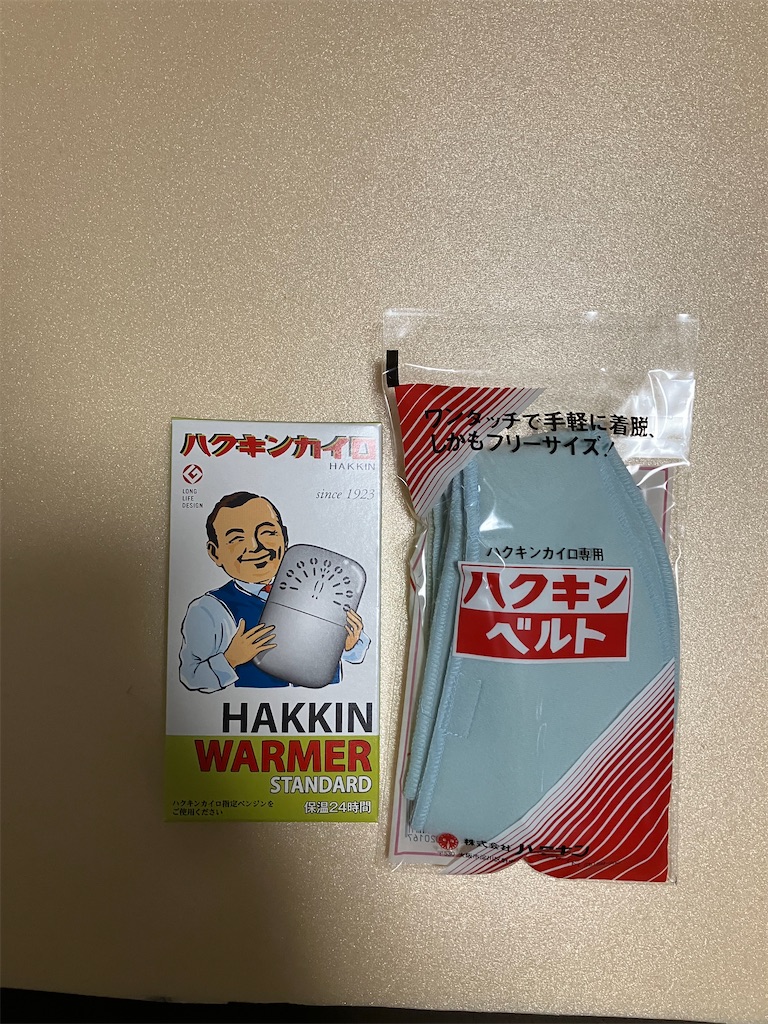 ハクキンカイロ
HAKKIN
LONG
LIFE
DESIGN
since 1923
HAKKIN
WARMER
STANDARD
ハクキンカイロ指定ベンジンを
ご使用ください
保温24時間
ワンタッチで手軽に着脱、
しかもフリーサイズ!
ハクキンカイロ専用
ハクキン
ベルト
株式会社 ハクキン